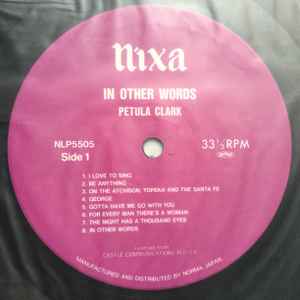 nixa
IN OTHER WORDS
PETULA CLARK
NLP5505
Side 1
33⅓ RPM
1. I LOVE TO SING
2. BE ANYTHING
3. ON THE ATCHISON, TOPEKA AND THE SANTA FE
4. GEORGE
5. GOTTA HAVE ME GO WITH YOU
6. FOR EVERY MAN THERE'S A WOMAN
7. THE NIGHT HAS A THOUSAND EYES
8. IN OTHER WORDS
CASTLE COMMUNICATIONS
MANUFACTURED AND DISTRIBUTED BY NORMA JAPAN.